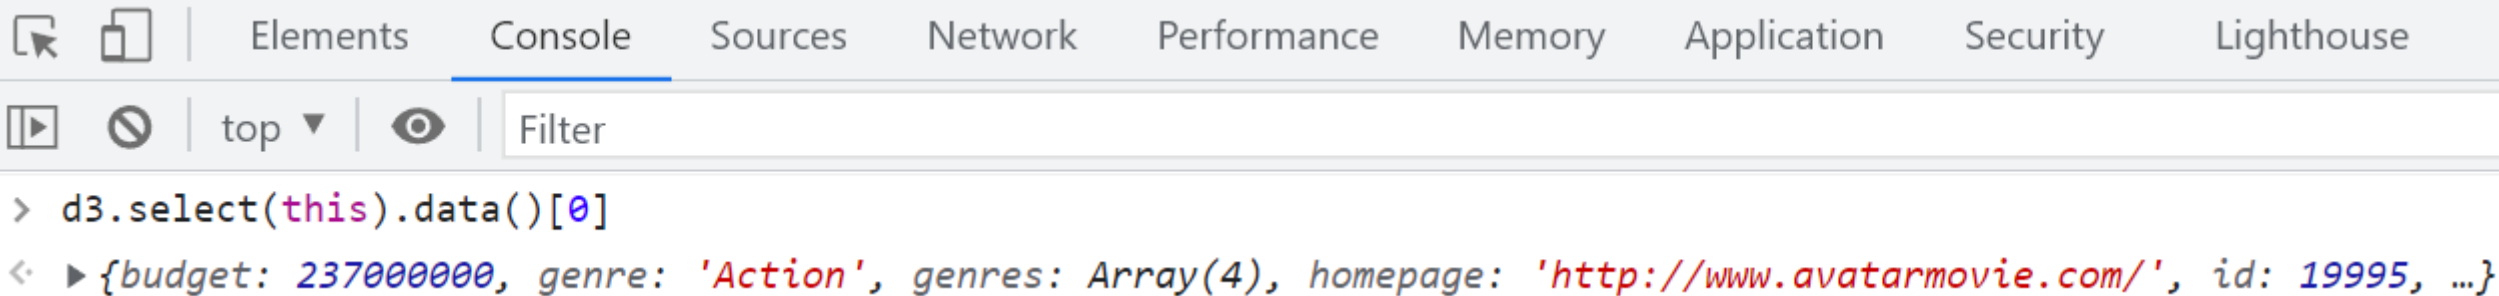 Elements Console Sources Network Performance Memory Application Security Lighthouse
top ▼ Filter
> d3.select(this).data()[0]
<· ▶{budget: 237000000, genre: 'Action', genres: Array(4), homepage: 'http://www.avatarmovie.com/', id: 19995, …}